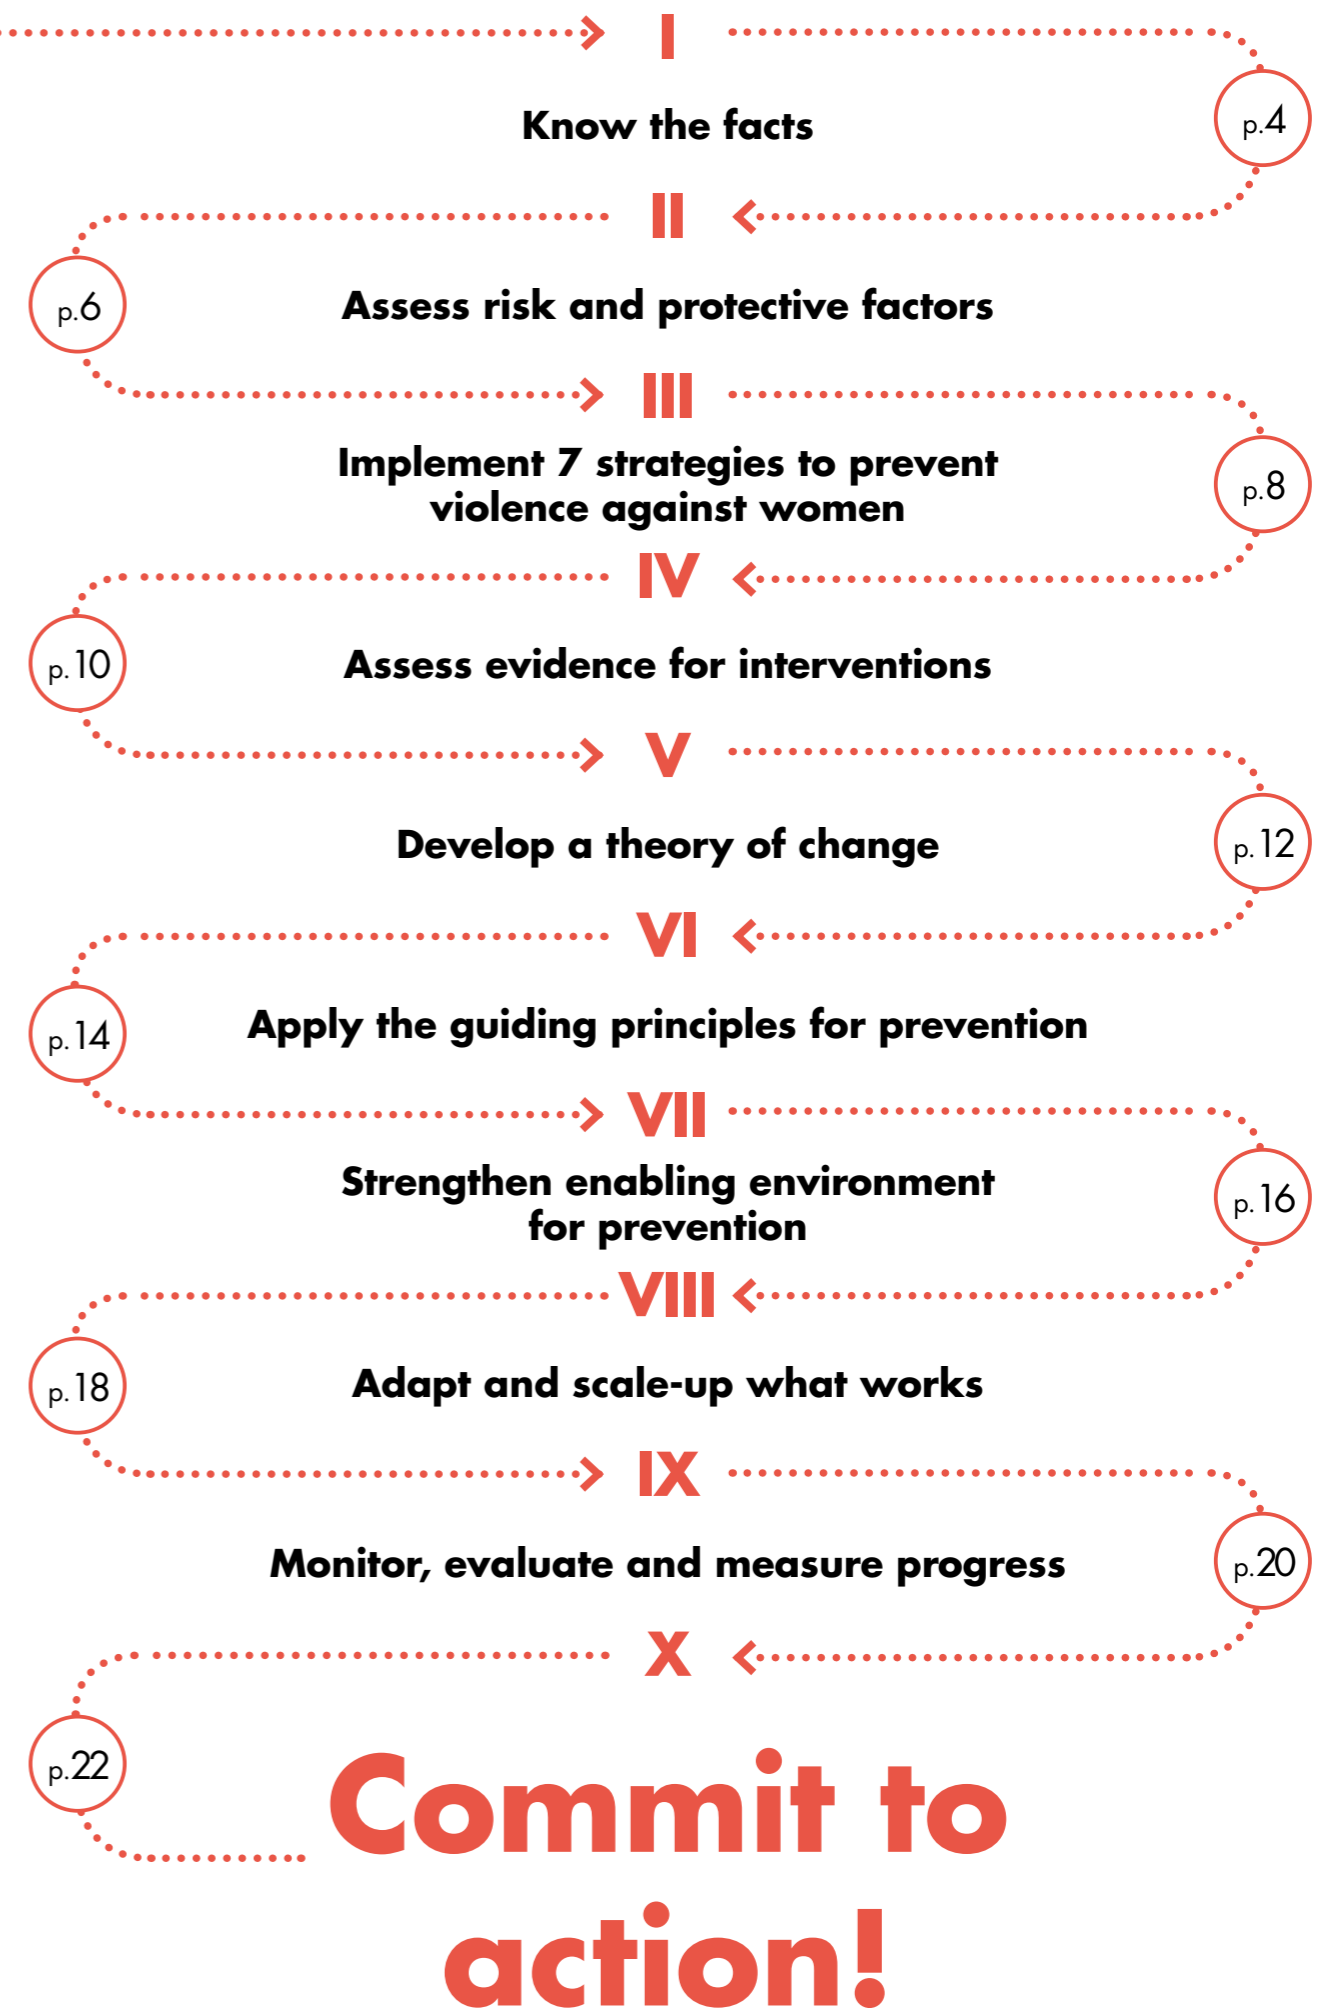 I
Know the facts
p.4
II
p.6
Assess risk and protective factors
III
Implement 7 strategies to prevent
violence against women
p.8
IV
p.10
Assess evidence for interventions
V
Develop a theory of change
p.12
VI
p.14
Apply the guiding principles for prevention
VII
Strengthen enabling environment
for prevention
p.16
VIII
p.18
Adapt and scale-up what works
IX
Monitor, evaluate and measure progress
p.20
X
p.22
Commit to
action!